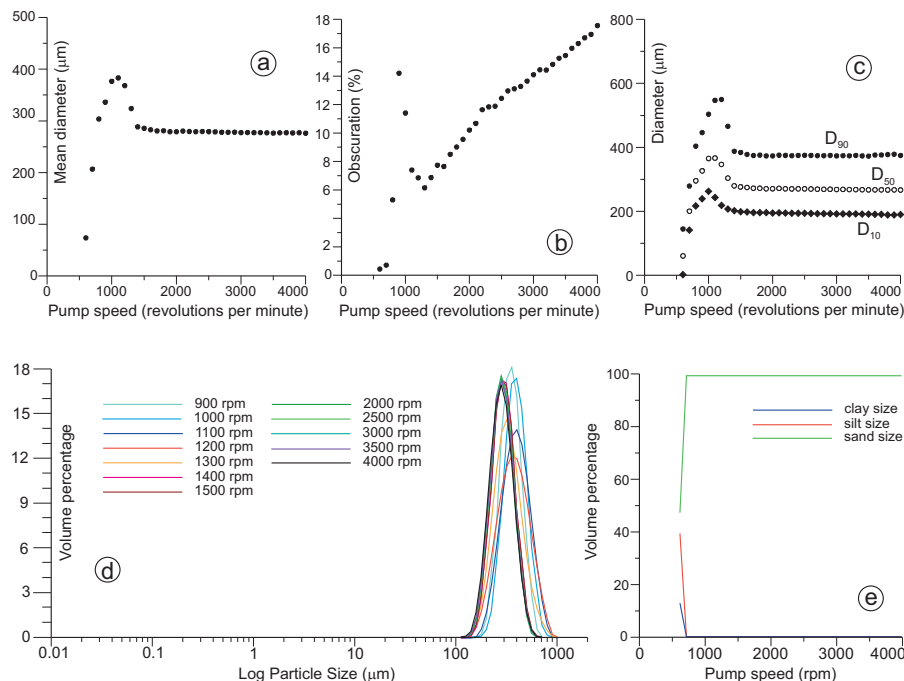 500
400
300
200
100
0
Mean diameter (μm)
0 1000 2000 3000 4000
Pump speed (revolutions per minute)
a
18
16
14
12
10
8
6
4
2
0
Obscuration (%)
0 1000 2000 3000 4000
Pump speed (revolutions per minute)
b
800
600
400
200
0
Diameter (μm)
D90
D50
D10
0 1000 2000 3000 4000
Pump speed (revolutions per minute)
c
18
15
12
9
6
3
0
Volume percentage
900 rpm
1000 rpm
1100 rpm
1200 rpm
1300 rpm
1400 rpm
1500 rpm
2000 rpm
2500 rpm
3000 rpm
3500 rpm
4000 rpm
d
0.01 0.1 1 10 100 1000
Log Particle Size (μm)
100
80
60
40
20
0
Volume percentage
clay size
silt size
sand size
e
0 1000 2000 3000 4000
Pump speed (rpm)